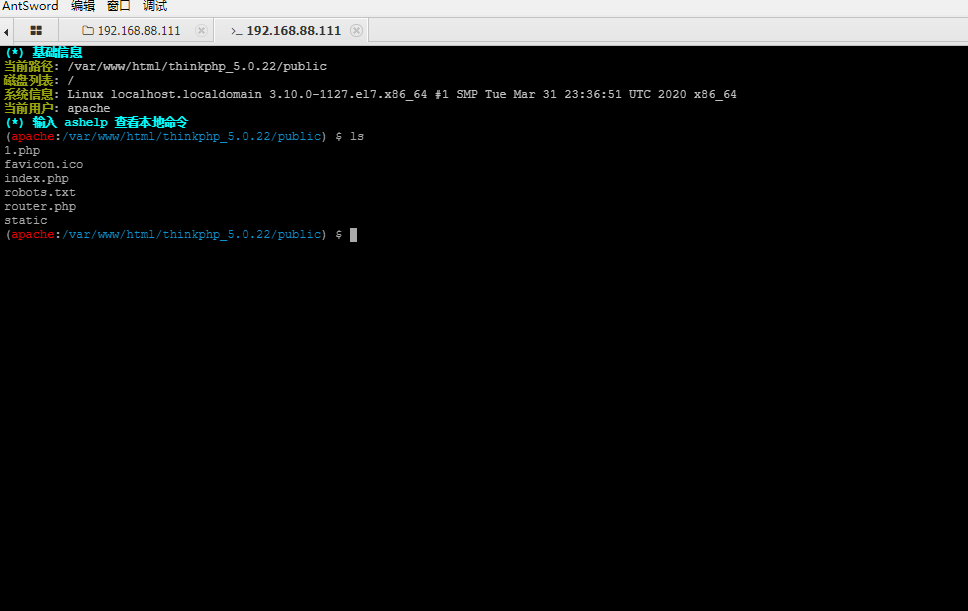 AntSword 编辑 窗口 调试
192.168.88.111 >_ 192.168.88.111
(*) 基础信息
当前路径: /var/www/html/thinkphp_5.0.22/public
磁盘列表: /
系统信息: Linux localhost.localdomain 3.10.0-1127.el7.x86_64 #1 SMP Tue Mar 31 23:36:51 UTC 2020 x86_64
当前用户: apache
(*) 输入 ashelp 查看本地命令
(apache:/var/www/html/thinkphp_5.0.22/public) $ ls
1.php
favicon.ico
index.php
robots.txt
router.php
static
(apache:/var/www/html/thinkphp_5.0.22/public) $